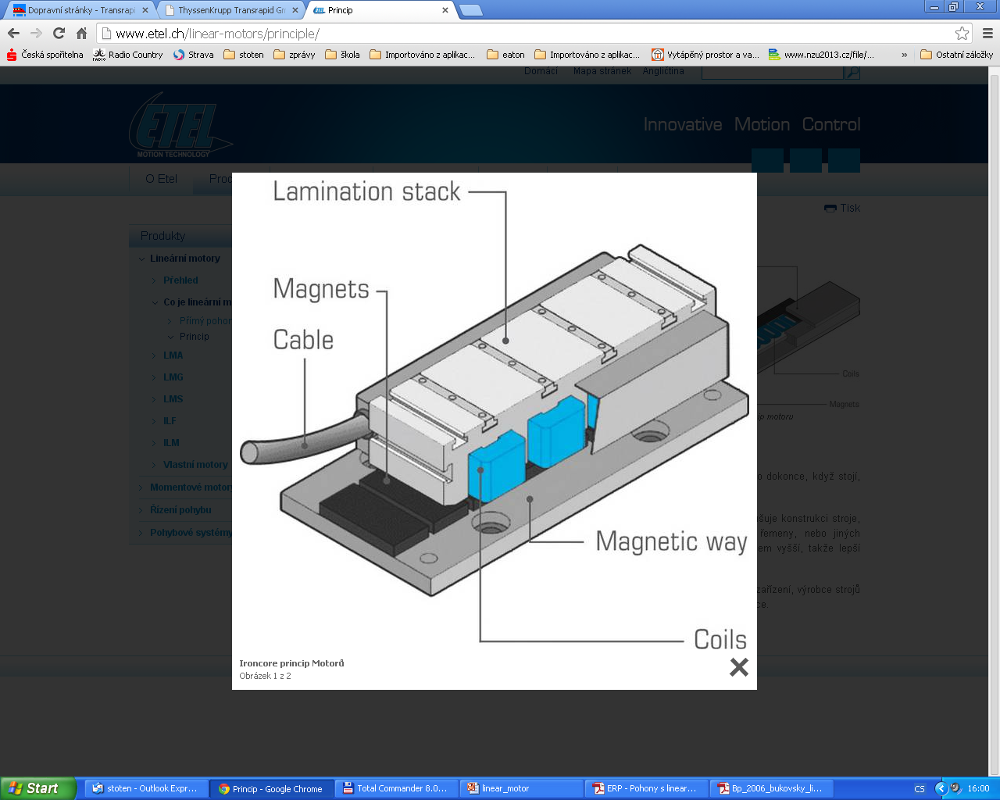 Dopravní stránky - Transrapi
ThyssenKrupp Transrapid Gm
Princip
www.etel.ch/linear-motors/principle/
Česká spořitelna
Radio Country
Strava
stoten
zprávy
škola
Importováno z aplikac...
eaton
Importováno z aplikac...
Vytápěný prostor a va...
www.nzu2013.cz/file/...
»
Ostatní záložky
Domácí Mapa stránek Angličtina
ETEL
MOTION TECHNOLOGY
Innovative Motion Control
O Etel
Prod
Tisk
Produkty
Lineární motory
Přehled
Co je lineární m
Přímý pohon
Princip
LMA
LMG
LMS
ILF
ILM
Vlastní motory
Momentové motory
Řízení pohybu
Pohybové systémy
Lamination stack
Magnets
Cable
Magnetic way
Coils
Ironcore princip Motorů
Obrázek 1 z 2
Coils
Magnets
ip motoru
o dokonce, když stojí,
šuje konstrukci stroje,
řemeny, nebo jiných
em vyšší, takže lepší
zařízení, výrobce strojů
ce.
Start
stoten - Outlook Expr...
Princip - Google Chrome
Total Commander 8.0...
linear_motor
ERP - Pohony s linear...
Bp_2006_bukovsky_li...
CS
16:00